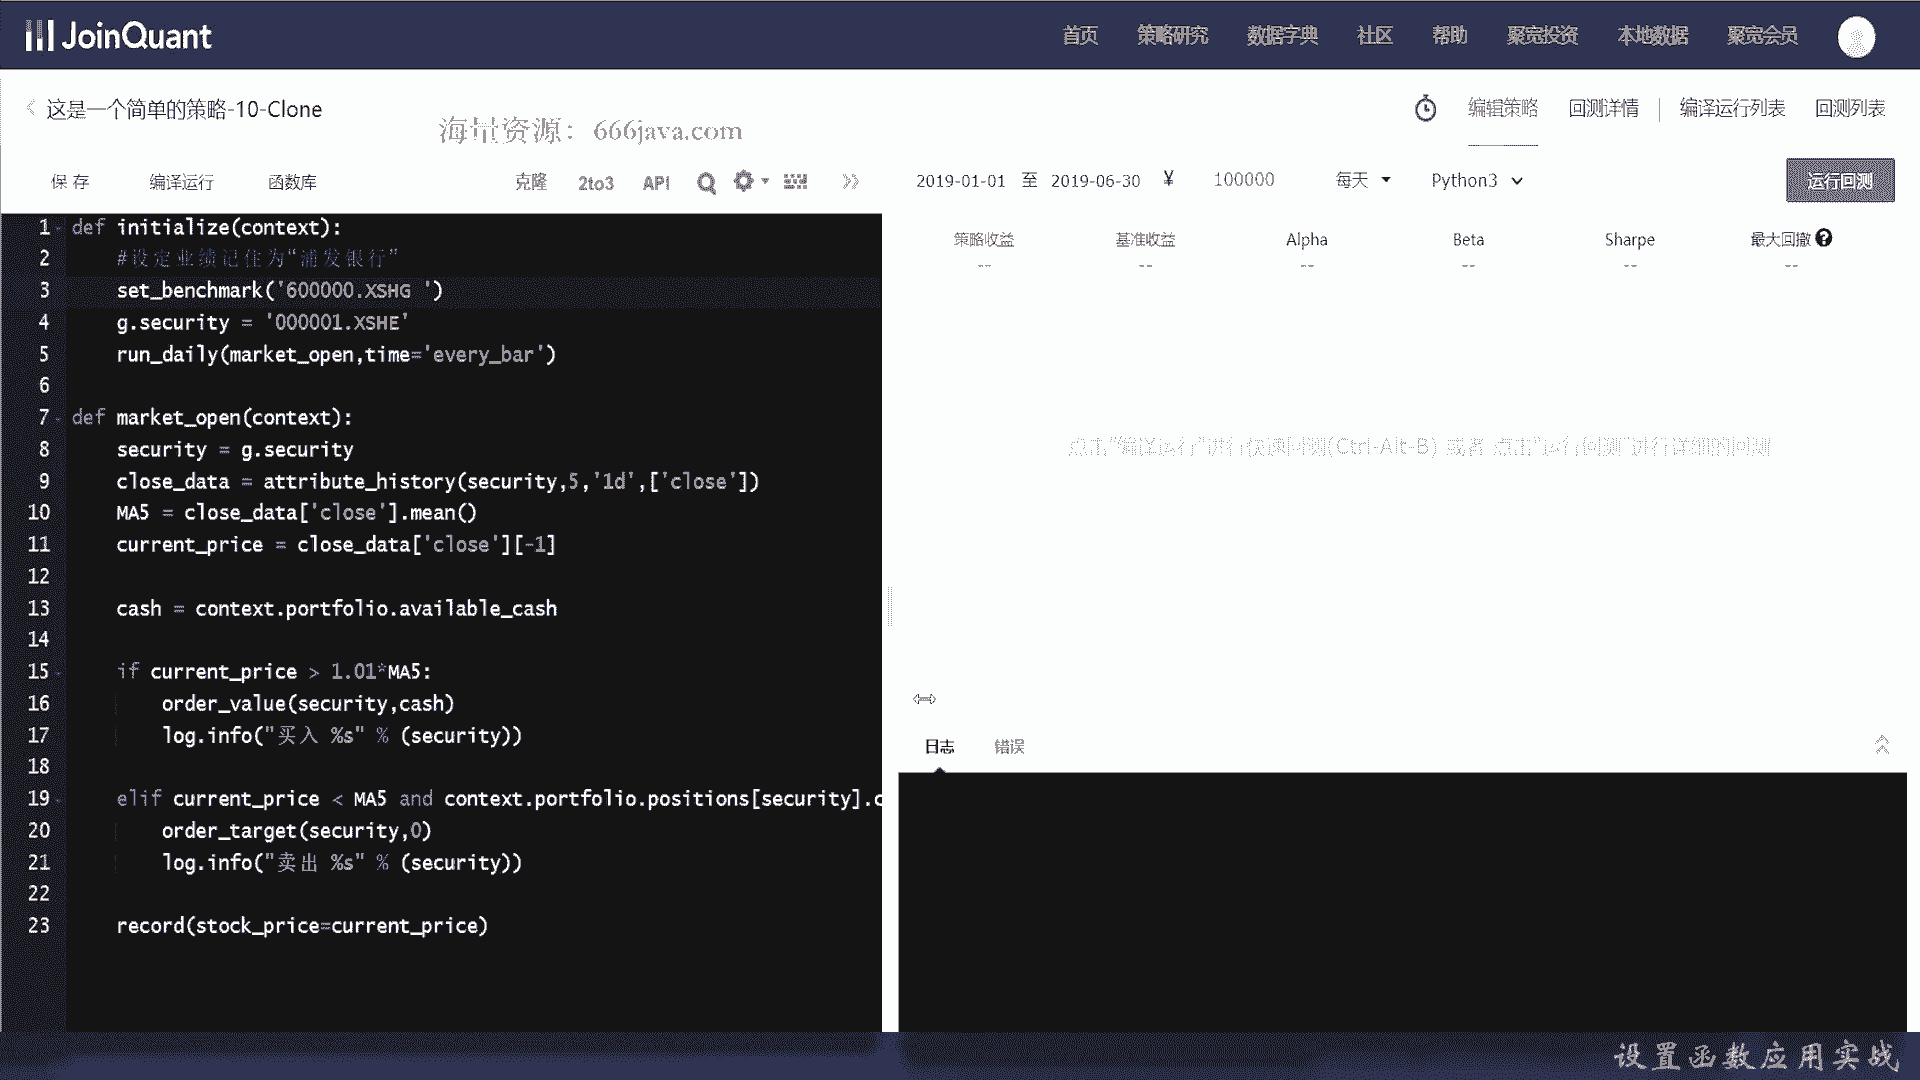 JoinQuant
首页 策略研究 数据字典 社区 帮助 聚宽投资 本地数据 聚宽会员
这是一个简单的策略-10-Clone
海量资源：666java.com
编辑策略 回测详情 编译运行列表 回测列表
保存 编译运行 函数库 克隆 2to3 API
2019-01-01 至 2019-06-30 ¥ 100000 每天 Python3 运行回测
策略收益 基准收益 Alpha Beta Sharpe 最大回撤
-- -- -- -- -- --
1 def initialize(context):
2 #设定业绩记住为“浦发银行”
3 set_benchmark('600000.XSHG ')
4 g.security = '000001.XSHE'
5 run_daily(market_open,time='every_bar')
6
7 def market_open(context):
8 security = g.security
9 close_data = attribute_history(security,5,'1d',['close'])
10 MA5 = close_data['close'].mean()
11 current_price = close_data['close'][-1]
12
13 cash = context.portfolio.available_cash
14
15 if current_price > 1.01*MA5:
16 order_value(security,cash)
17 log.info("买入 %s" % (security))
18
19 elif current_price < MA5 and context.portfolio.positions[security].c
20 order_target(security,0)
21 log.info("卖出 %s" % (security))
22
23 record(stock_price=current_price)
点击“编译运行”进行快速回测(Ctrl-Alt-B) 或者 点击“运行回测”进行详细的回测
日志 错误
设置函数应用实战